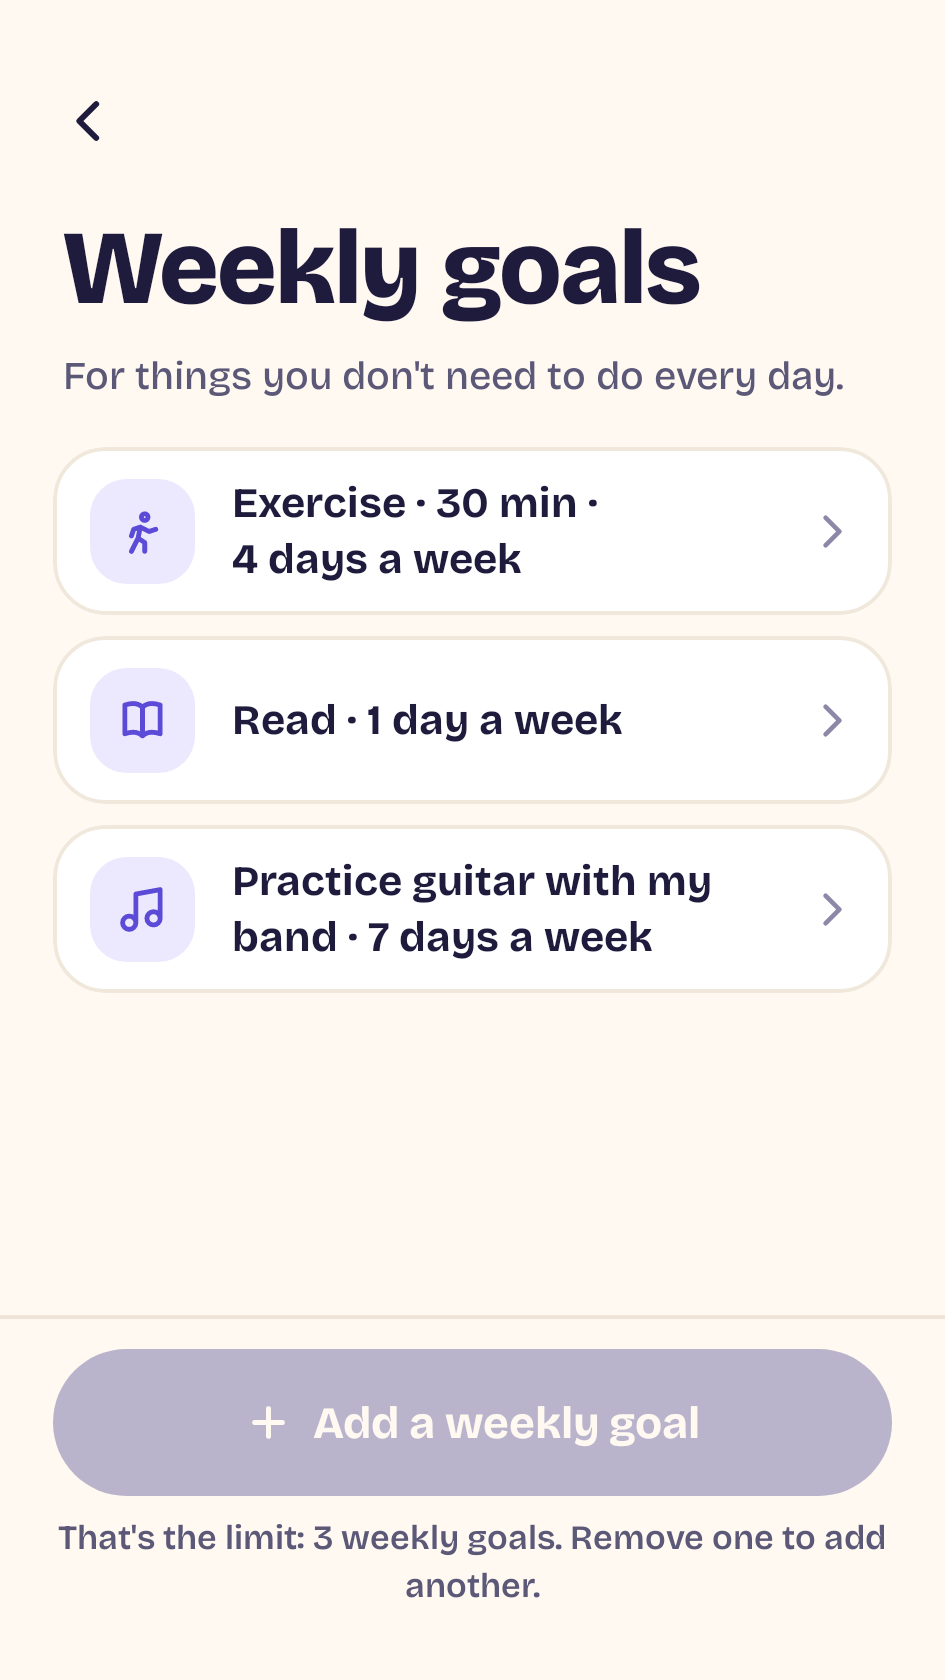 Weekly goals
For things you don't need to do every day.
Exercise · 30 min ·
4 days a week
Read · 1 day a week
Practice guitar with my
band · 7 days a week
+ Add a weekly goal
That's the limit: 3 weekly goals. Remove one to add
another.